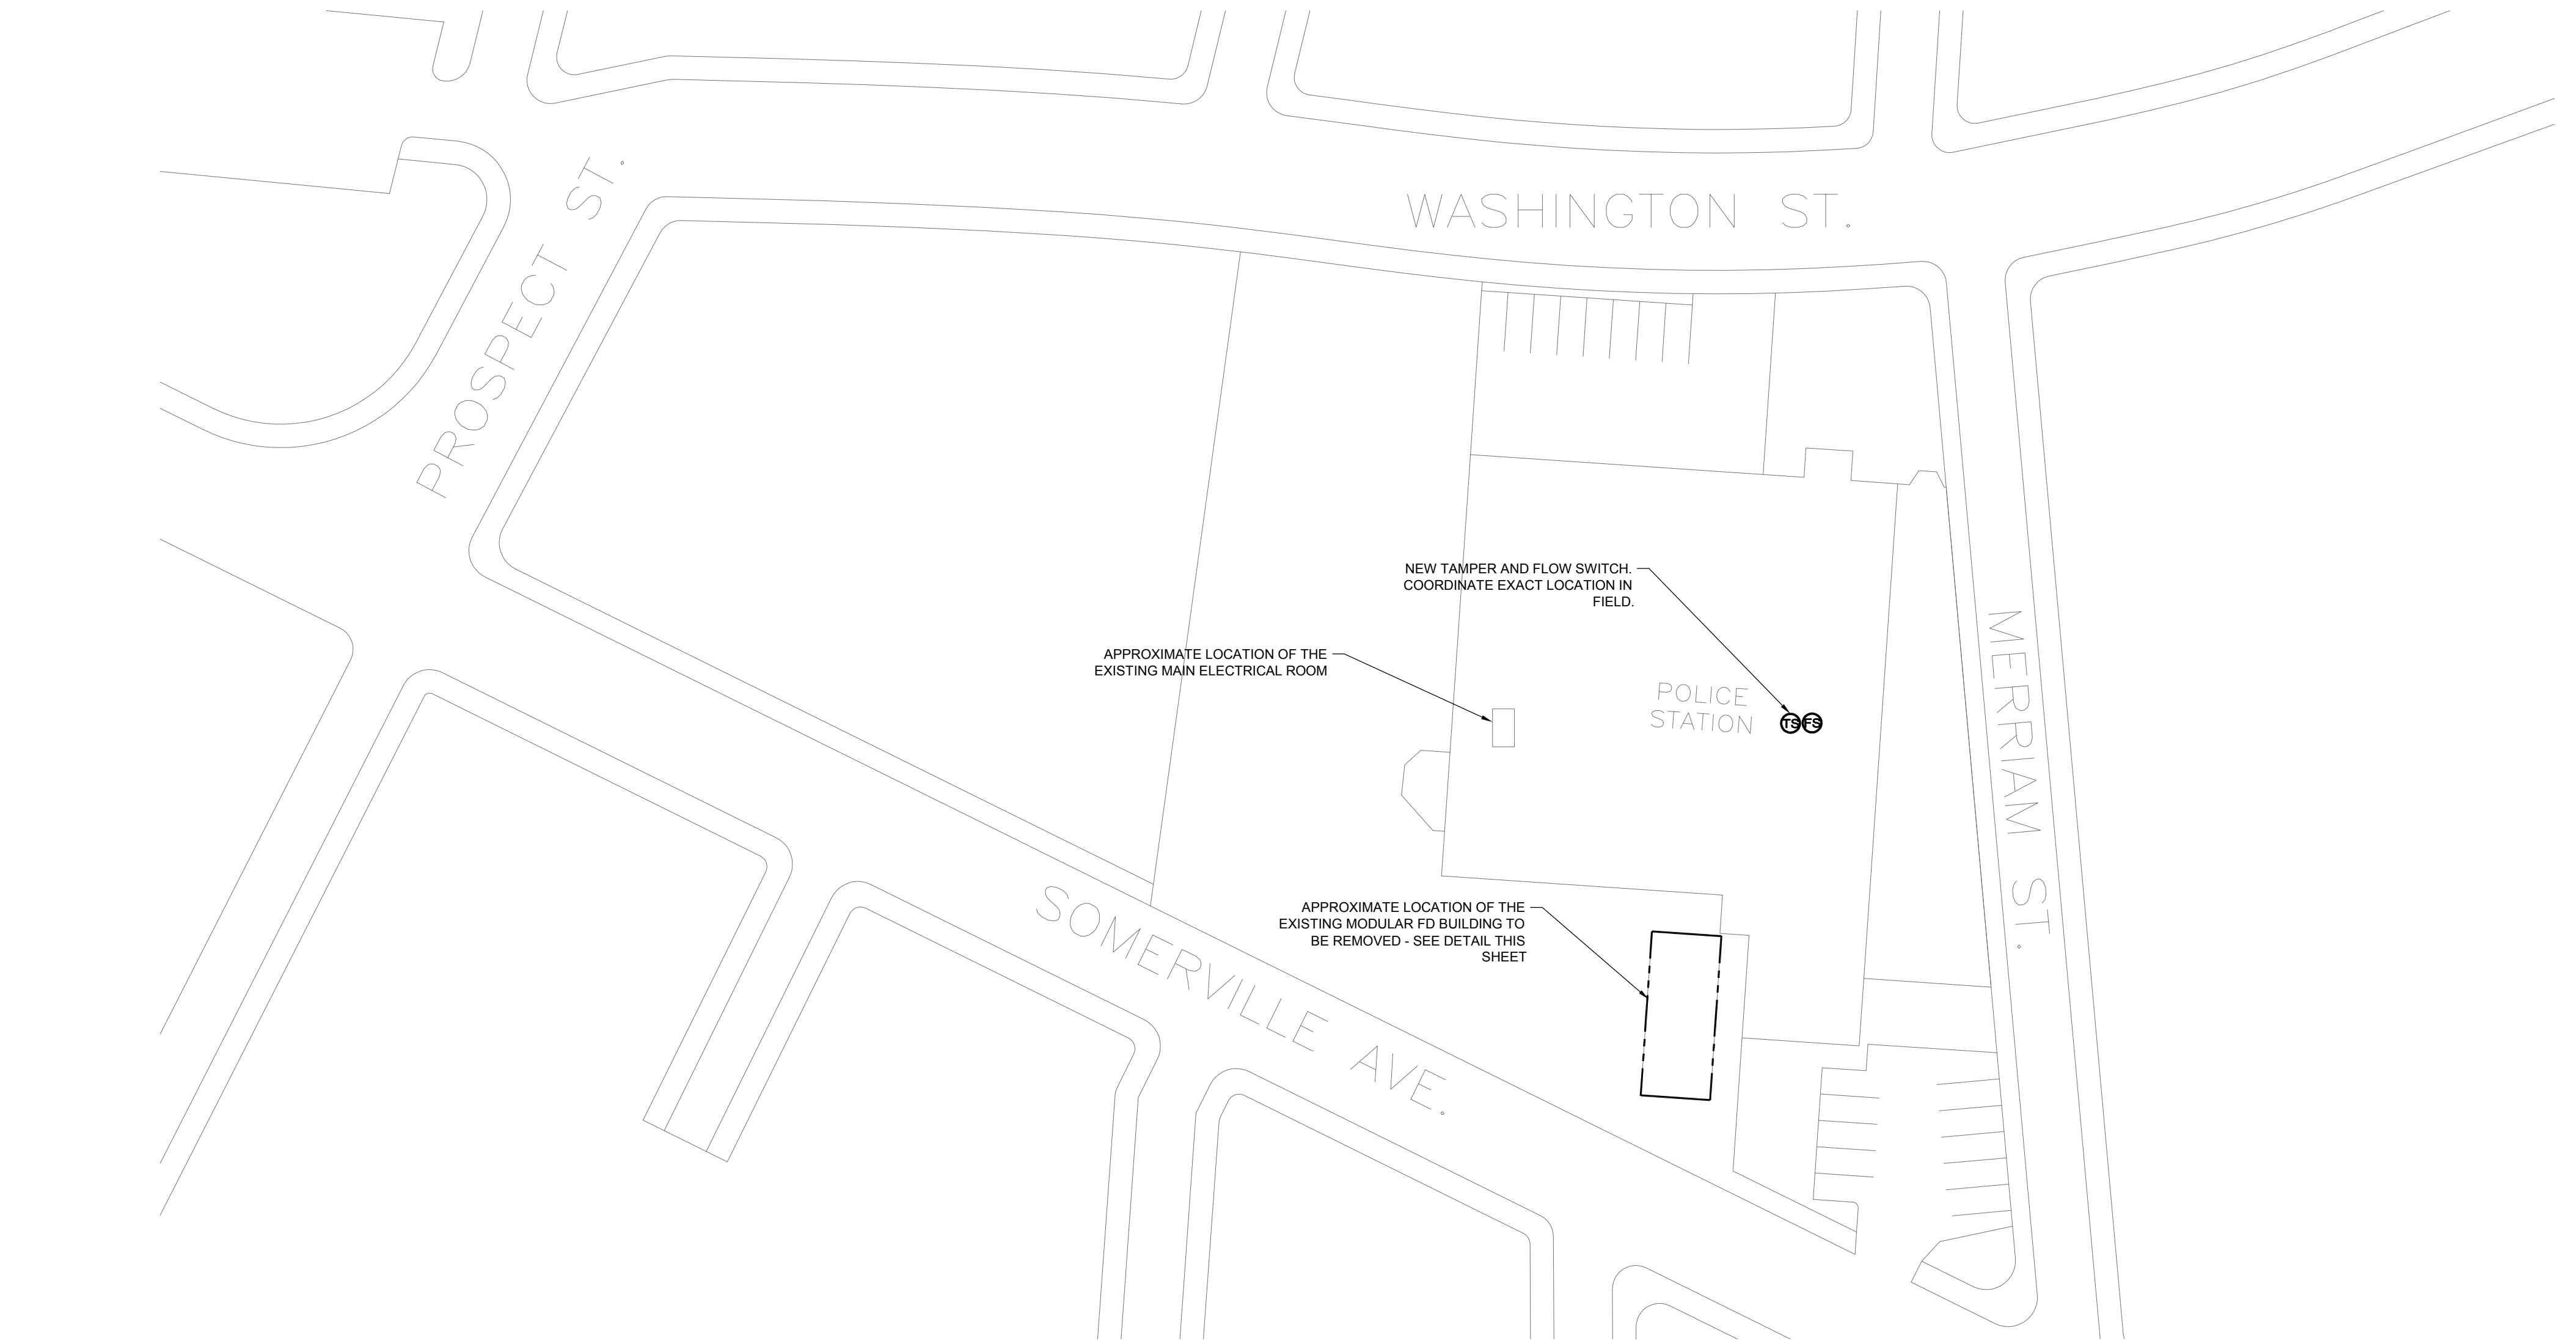 WASHINGTON ST.
PROSPECT ST.
NEW TAMPER AND FLOW SWITCH.
COORDINATE EXACT LOCATION IN
FIELD.
APPROXIMATE LOCATION OF THE
EXISTING MAIN ELECTRICAL ROOM
POLICE
STATION
TS FS
MERRIAM ST.
APPROXIMATE LOCATION OF THE
EXISTING MODULAR FD BUILDING TO
BE REMOVED - SEE DETAIL THIS
SHEET
SOMERVILLE AVE.